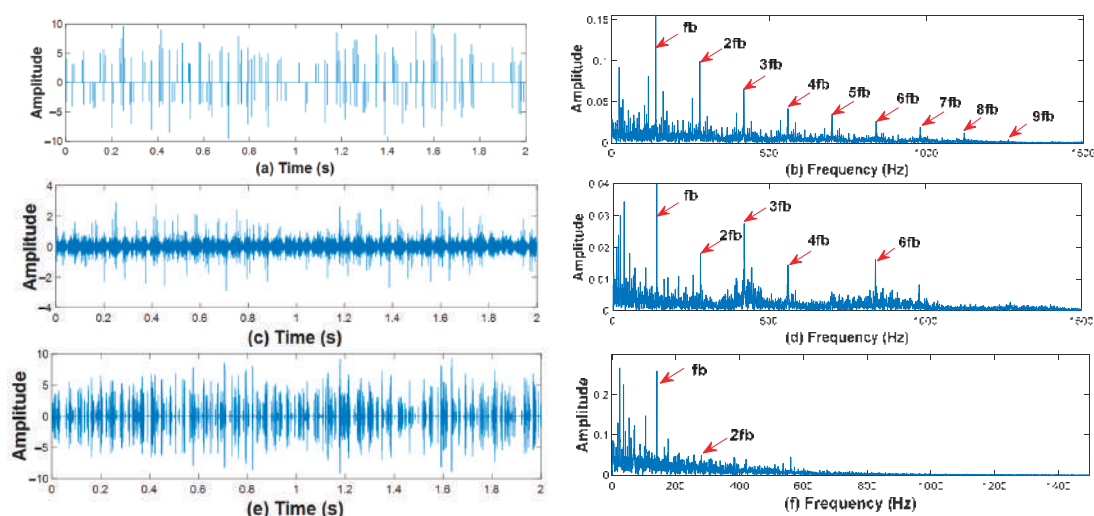 Amplitude
10
5
0
−5
−10
0
0.2
0.4
0.6
0.8
1
1.2
1.4
1.6
1.8
2
(a) Time (s)
Amplitude
0.15
0.1
0.05
0
0
500
1000
1500
fb
2fb
3fb
4fb
5fb
6fb
7fb
8fb
9fb
(b) Frequency (Hz)
Amplitude
4
2
0
−2
−4
0
0.2
0.4
0.6
0.8
1
1.2
1.4
1.6
1.8
2
(c) Time (s)
Amplitude
0.04
0.03
0.02
0.01
0
0
500
1000
1500
fb
2fb
3fb
4fb
6fb
(d) Frequency (Hz)
Amplitude
10
5
0
−5
−10
0
0.2
0.4
0.6
0.8
1
1.2
1.4
1.6
1.8
2
(e) Time (s)
Amplitude
0.2
0.1
0
0
200
400
600
800
1000
1200
1400
fb
2fb
(f) Frequency (Hz)